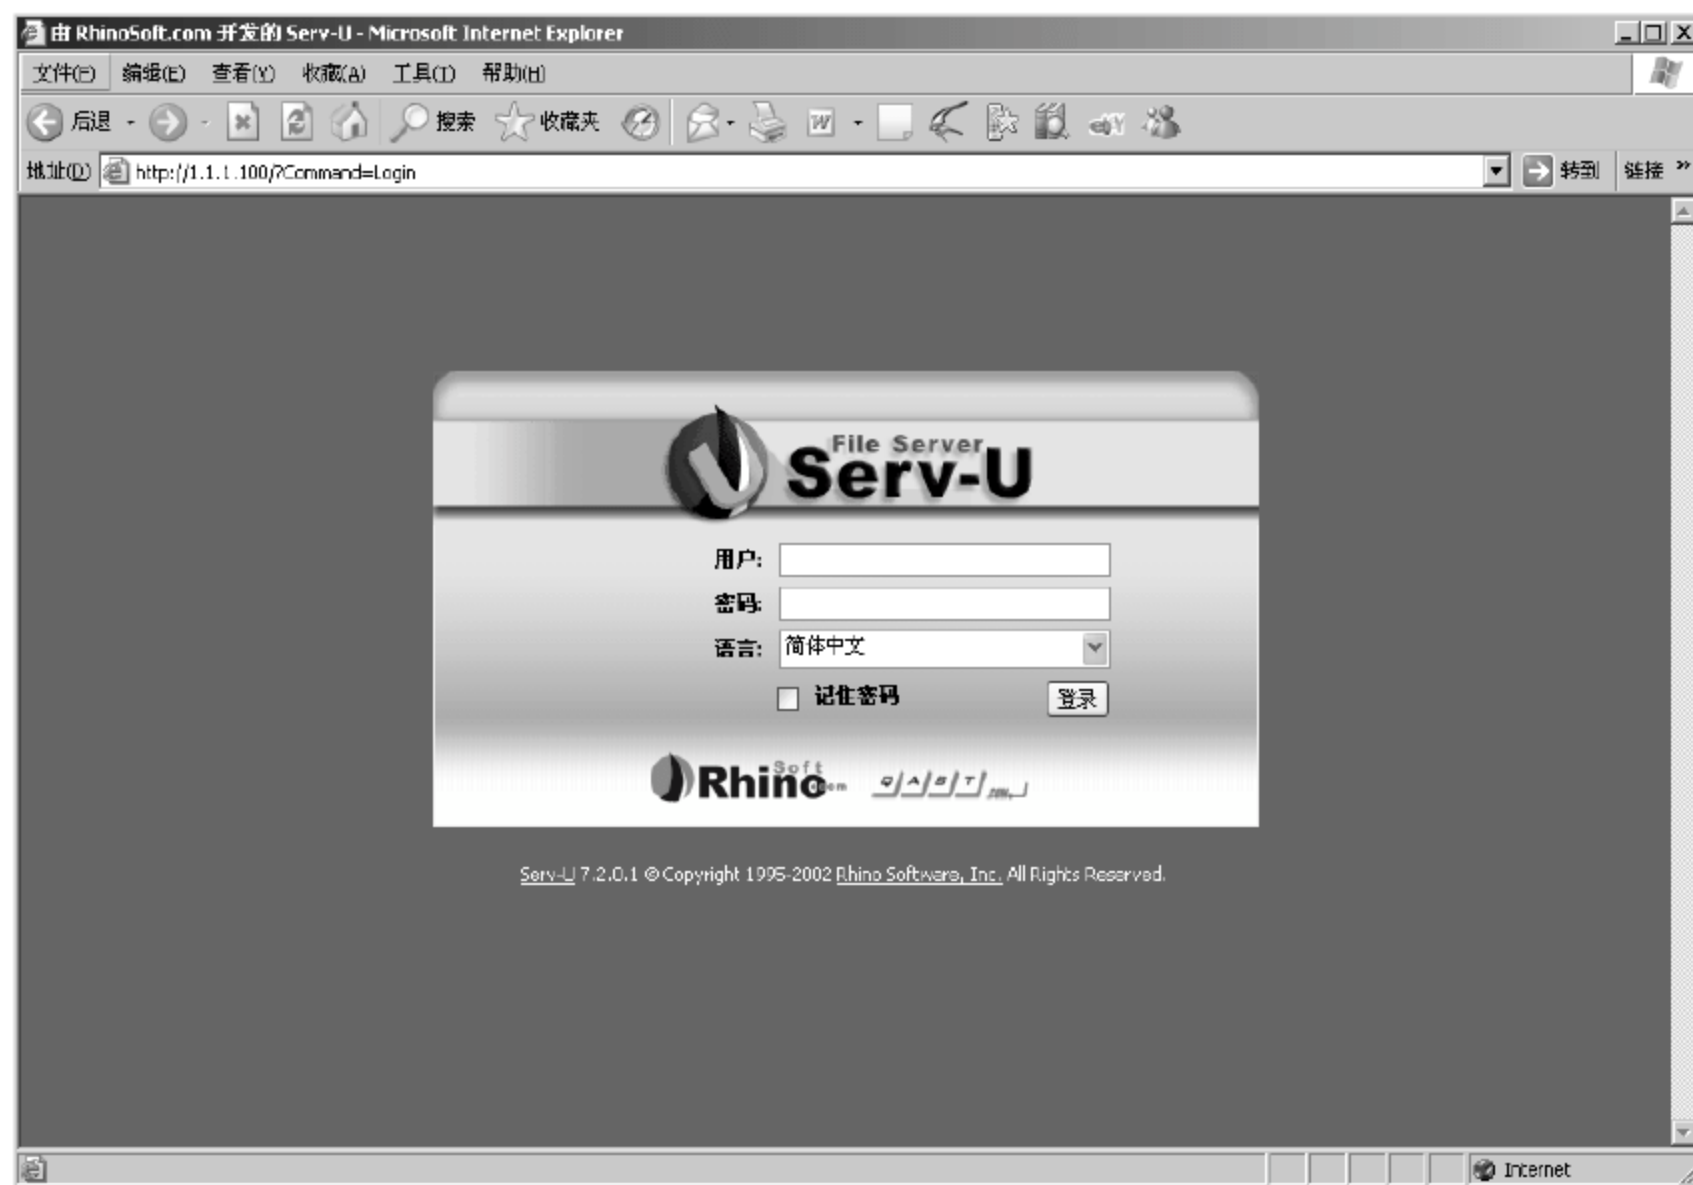 由 RhinoSoft.com 开发的 Serv-U - Microsoft Internet Explorer
文件(F) 编辑(E) 查看(V) 收藏(A) 工具(T) 帮助(H)
后退 搜索 收藏夹
地址(D) http://1.1.1.100/?Command=Login 转到 链接 »
File Server
Serv-U
用户:
密码:
语言: 简体中文
记住密码 登录
RhinoSoft.com
Serv-U 7.2.0.1 © Copyright 1995-2002 Rhino Software, Inc. All Rights Reserved.
Internet